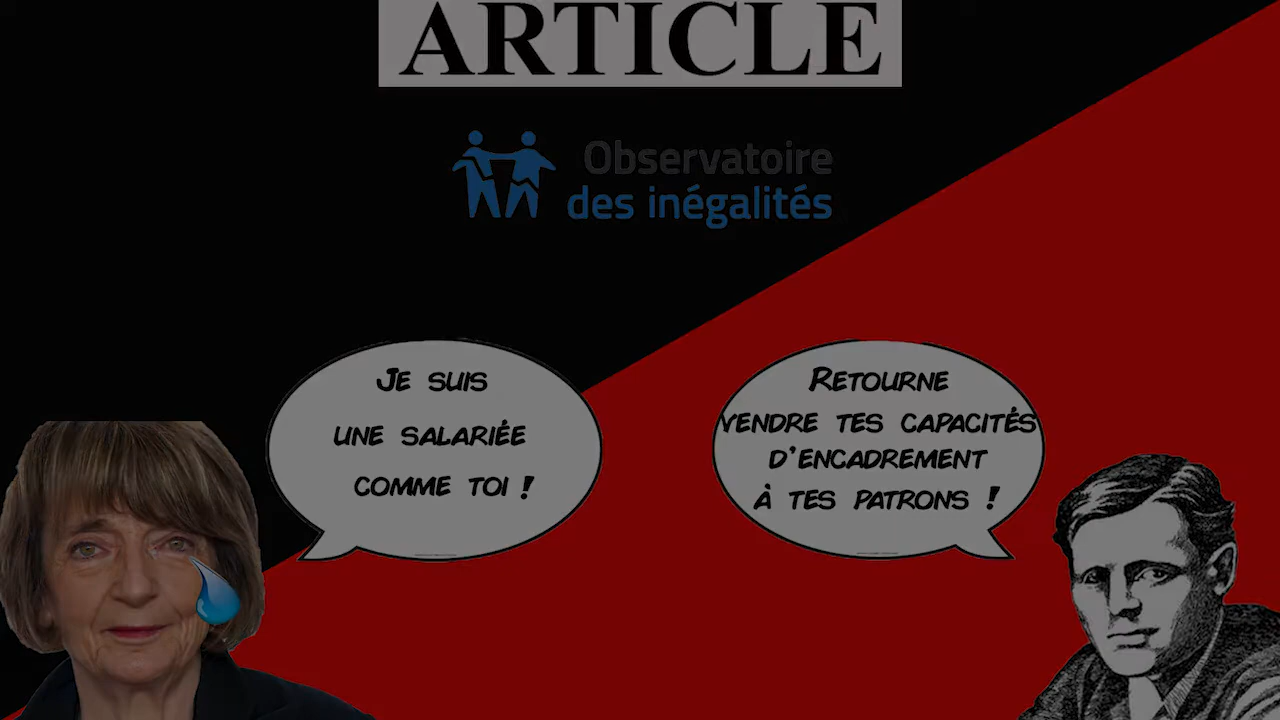 ARTICLE
Observatoire
des inégalités
JE SUIS
UNE SALARIÉE
COMME TOI !
RETOURNE
VENDRE TES CAPACITÉS
D'ENCADREMENT
À TES PATRONS !